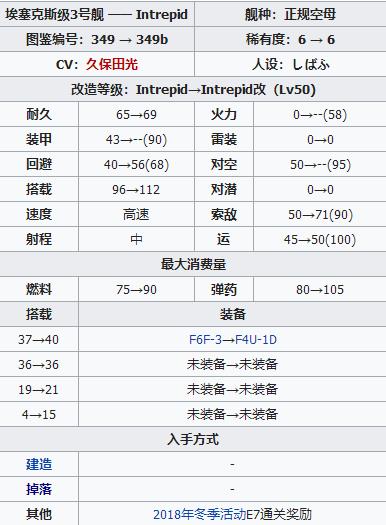 埃塞克斯级3号舰 —— Intrepid 舰种：正规空母
图鉴编号：349 → 349b 稀有度：6 → 6
CV：久保田光 人设：しばふ
改造等级：Intrepid→Intrepid改（Lv50）
耐久 65→69 火力 0→--(58)
装甲 43→--(90) 雷装 0→0
回避 40→56(68) 对空 50→--(95)
搭载 96→112 对潜 0→0
速度 高速 索敌 50→71(90)
射程 中 运 45→50(100)
最大消费量
燃料 75→90 弹药 80→105
搭载 装备
37→40 F6F-3→F4U-1D
36→36 未装备→未装备
19→21 未装备→未装备
4→15 未装备→未装备
入手方式
建造 -
掉落 -
其他 2018年冬季活动E7通关奖励